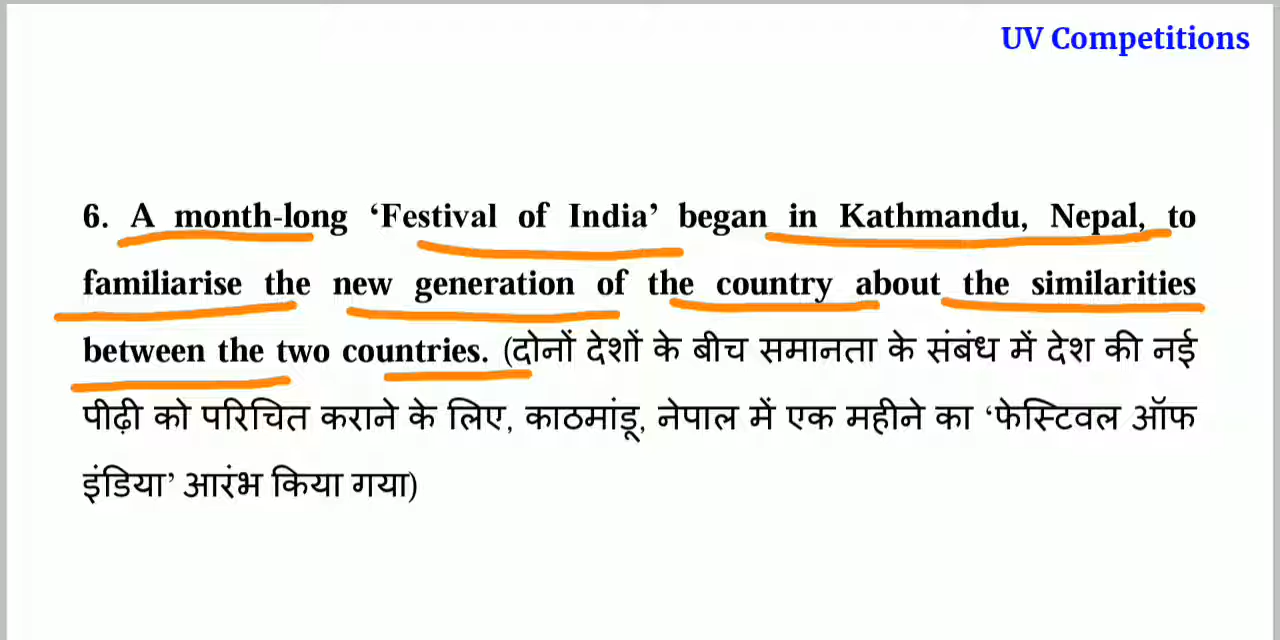 UV Competitions
6. A month-long ‘Festival of India’ began in Kathmandu, Nepal, to
familiarise the new generation of the country about the similarities
between the two countries. (दोनों देशों के बीच समानता के संबंध में देश की नई
पीढ़ी को परिचित कराने के लिए, काठमांडू, नेपाल में एक महीने का ‘फेस्टिवल ऑफ
इंडिया’ आरंभ किया गया)